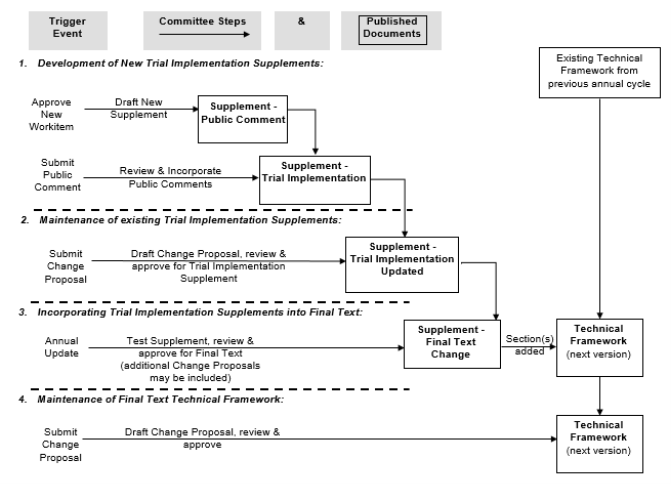 Trigger
Event
Committee Steps
&
Published
Documents
Existing Technical
Framework from
previous annual cycle
1. Development of New Trial Implementation Supplements:
Approve
New
Workitem
Draft New
Supplement
Supplement -
Public Comment
Submit
Public
Comment
Review & Incorporate
Public Comments
Supplement -
Trial Implementation
2. Maintenance of existing Trial Implementation Supplements:
Submit
Change
Proposal
Draft Change Proposal, review &
approve for Trial Implementation
Supplement
Supplement -
Trial Implementation
Updated
3. Incorporating Trial Implementation Supplements into Final Text:
Annual
Update
Test Supplement, review &
approve for Final Text
(additional Change Proposals
may be included)
Supplement -
Final Text
Change
Section(s)
added
Technical
Framework
(next version)
4. Maintenance of Final Text Technical Framework:
Submit
Change
Proposal
Draft Change Proposal, review &
approve
Technical
Framework
(next version)